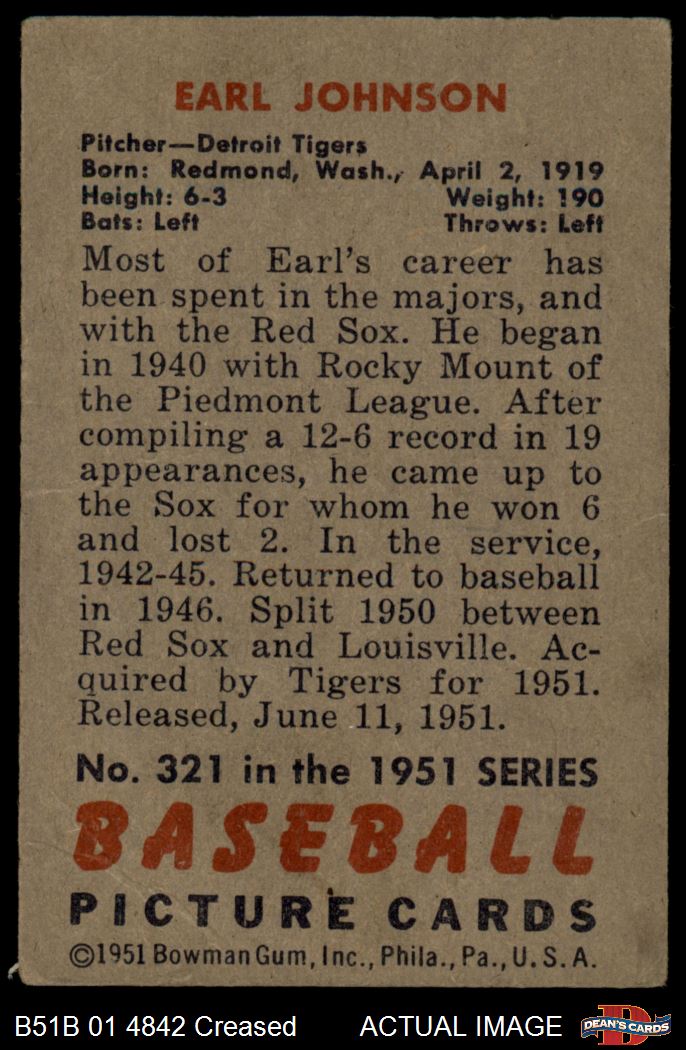 EARL JOHNSON
Pitcher—Detroit Tigers
Born: Redmond, Wash., April 2, 1919
Height: 6-3 Weight: 190
Bats: Left Throws: Left
Most of Earl's career has
been spent in the majors, and
with the Red Sox. He began
in 1940 with Rocky Mount of
the Piedmont League. After
compiling a 12-6 record in 19
appearances, he came up to
the Sox for whom he won 6
and lost 2. In the service,
1942-45. Returned to baseball
in 1946. Split 1950 between
Red Sox and Louisville. Ac-
quired by Tigers for 1951.
Released, June 11, 1951.
No. 321 in the 1951 SERIES
BASEBALL
PICTURE CARDS
©1951 Bowman Gum, Inc., Phila., Pa., U.S.A.
B51B 01 4842 Creased ACTUAL IMAGE D DEAN'S CARDS